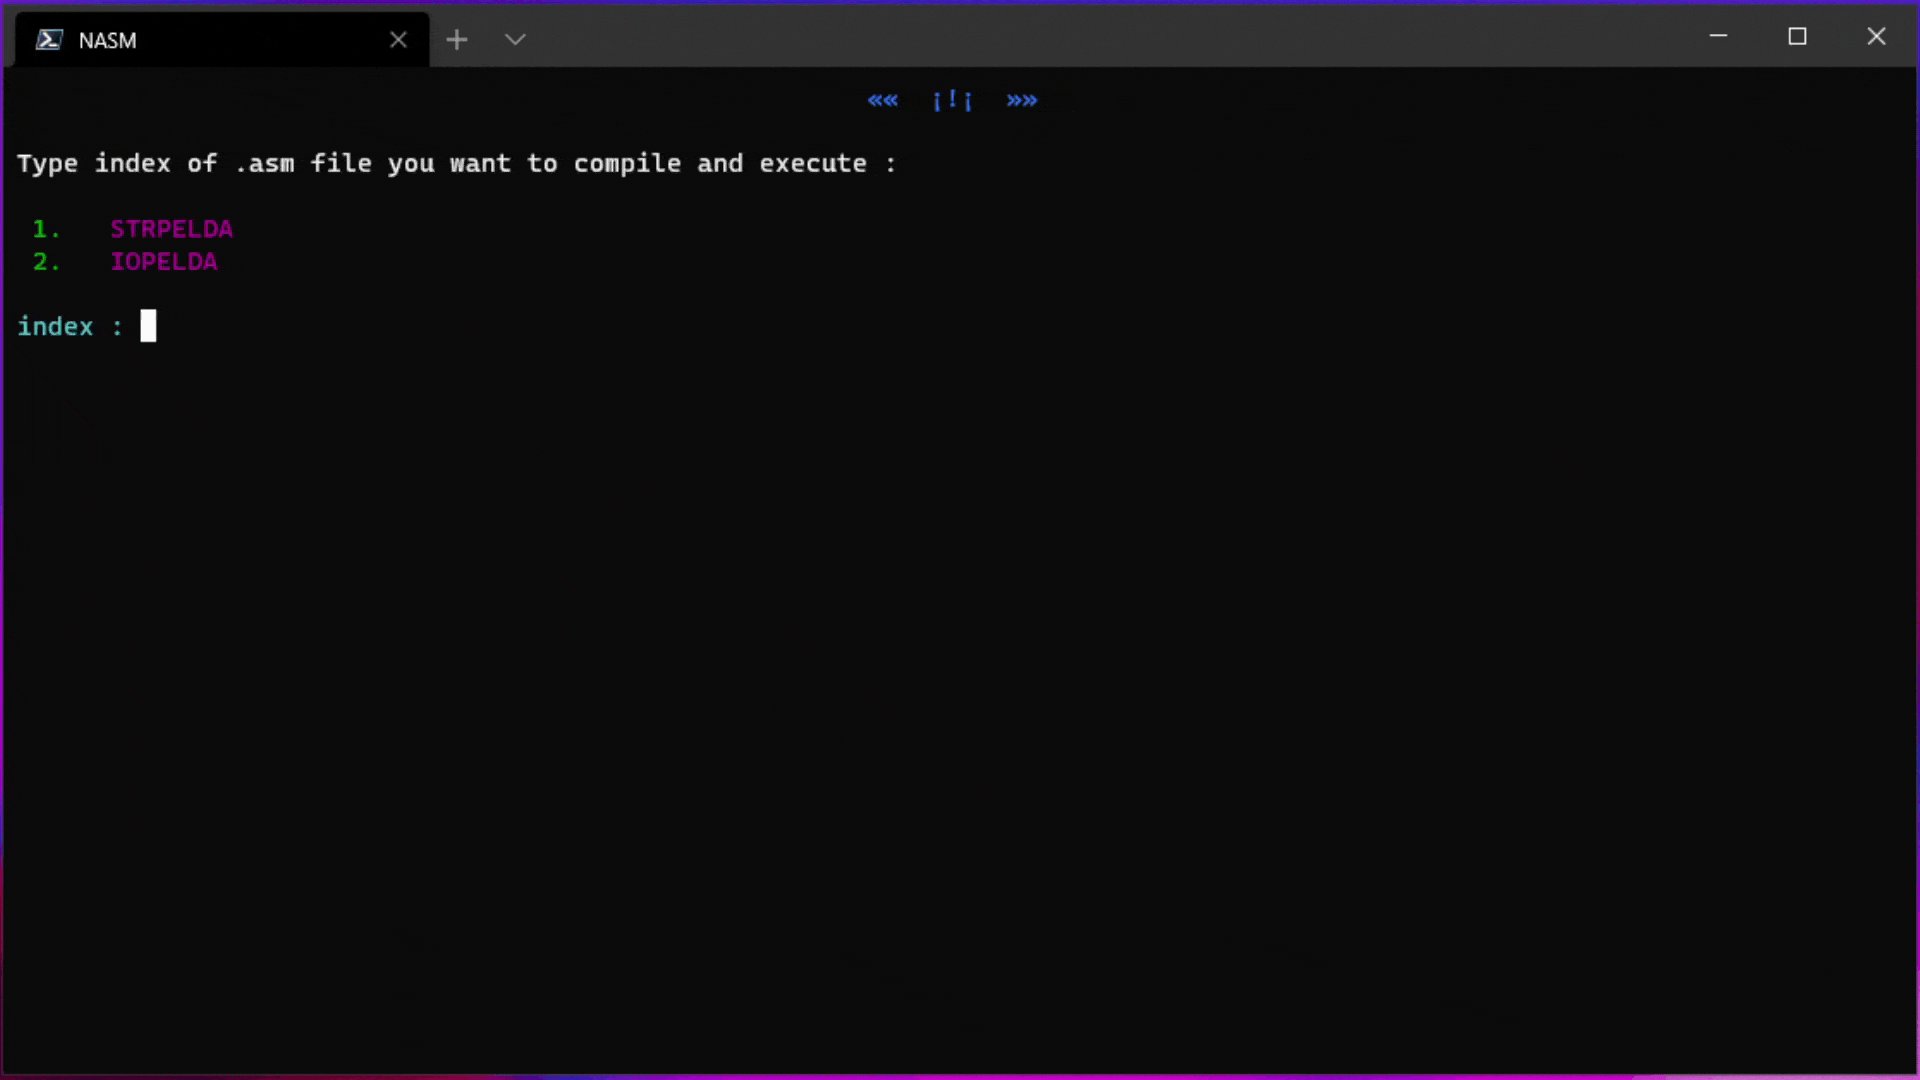 NASM
«« ¡!¡ »»
Type index of .asm file you want to compile and execute :
1. STRPELDA
2. IOPELDA
index :